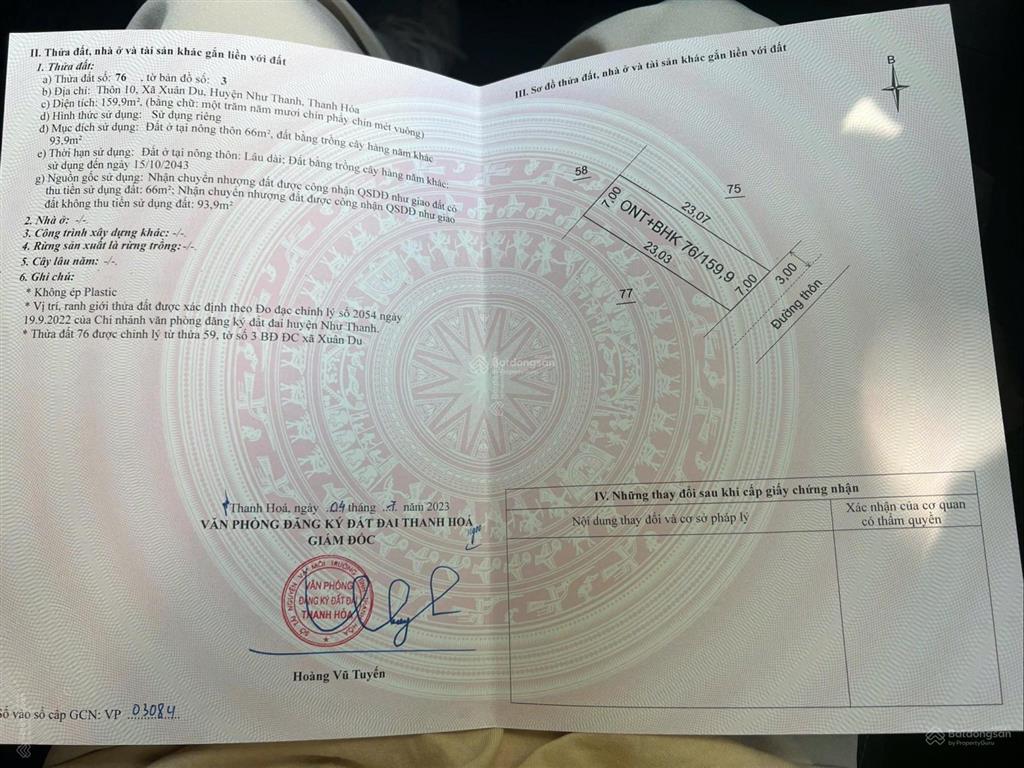 II. Thửa đất, nhà ở và tài sản khác gắn liền với đất
1. Thửa đất:
a) Thửa đất số: 76 , tờ bản đồ số: 3
b) Địa chỉ: Thôn 10, Xã Xuân Du, Huyện Như Thanh, Thanh Hóa
c) Diện tích: 159,9m², (bằng chữ: một trăm năm mươi chín phẩy chín mét vuông)
d) Hình thức sử dụng: Sử dụng riêng
đ) Mục đích sử dụng: Đất ở tại nông thôn 66m², đất bằng trồng cây hàng năm khác
93,9m²
e) Thời hạn sử dụng: Đất ở tại nông thôn: Lâu dài; Đất bằng trồng cây hàng năm khác:
sử dụng đến ngày 15/10/2043
g) Nguồn gốc sử dụng: Nhận chuyển nhượng đất được công nhận QSDĐ như giao đất có
thu tiền sử dụng đất: 66m²; Nhận chuyển nhượng đất được công nhận QSDĐ như giao
đất không thu tiền sử dụng đất: 93,9m²
2. Nhà ở: -/-.
3. Công trình xây dựng khác: -/-.
4. Rừng sản xuất là rừng trồng: -/-.
5. Cây lâu năm: -/-.
6. Ghi chú:
* Không ép Plastic
* Vị trí, ranh giới thửa đất được xác định theo Đo đạc chỉnh lý số 2054 ngày
19.9.2022 của Chi nhánh văn phòng đăng ký đất đai huyện Như Thanh.
* Thửa đất 76 được chỉnh lý từ thửa 59, tờ số 3 BĐ ĐC xã Xuân Du
Thanh Hoá, ngày 04 tháng 7 năm 2023
VĂN PHÒNG ĐĂNG KÝ ĐẤT ĐAI THANH HOÁ
GIÁM ĐỐC
SỞ TÀI NGUYÊN VÀ MÔI TRƯỜNG TỈNH THANH HÓA
VĂN PHÒNG
ĐĂNG KÝ ĐẤT ĐAI
THANH HÓA
Hoàng Vũ Tuyến
Số vào sổ cấp GCN: VP 03084
III. Sơ đồ thửa đất, nhà ở và tài sản khác gắn liền với đất
B
58
75
7,00
23,07
ONT+BHK 76/159,9
23,03
7,00
3,00
77
Đường thôn
IV. Những thay đổi sau khi cấp giấy chứng nhận
Nội dung thay đổi và cơ sở pháp lý
Xác nhận của cơ quan
có thẩm quyền
Batdongsan
by PropertyGuru
Batdongsan
by PropertyGuru